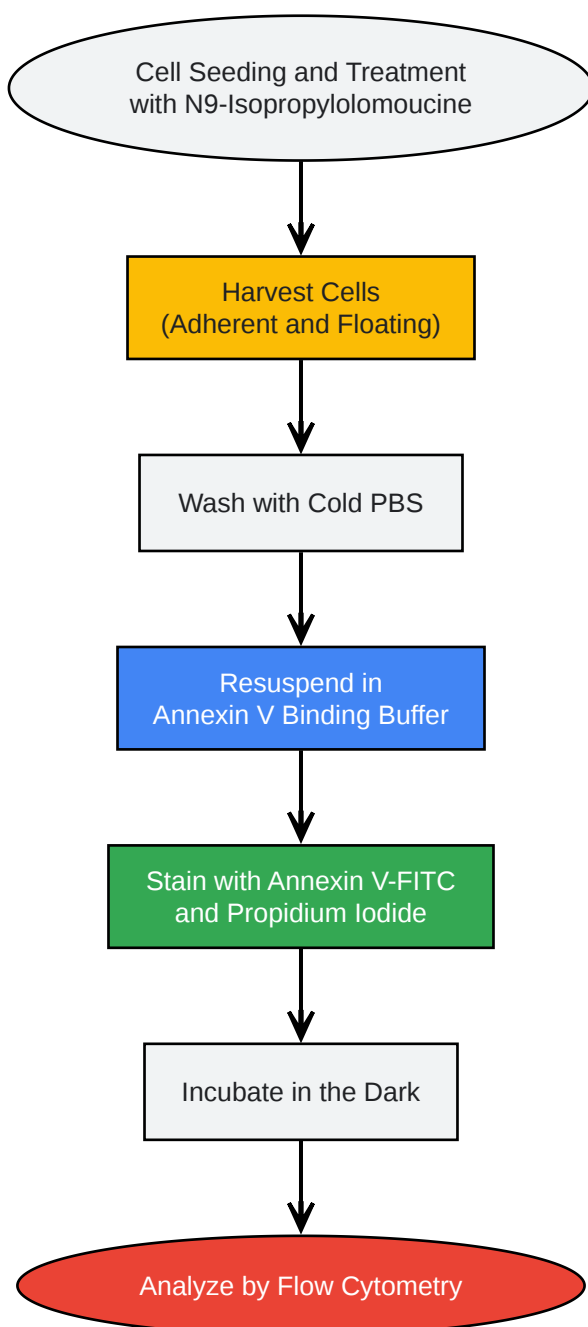 Cell Seeding and Treatment
with N9-Isopropylolomoucine
Harvest Cells
(Adherent and Floating)
Wash with Cold PBS
Resuspend in
Annexin V Binding Buffer
Stain with Annexin V-FITC
and Propidium Iodide
Incubate in the Dark
Analyze by Flow Cytometry